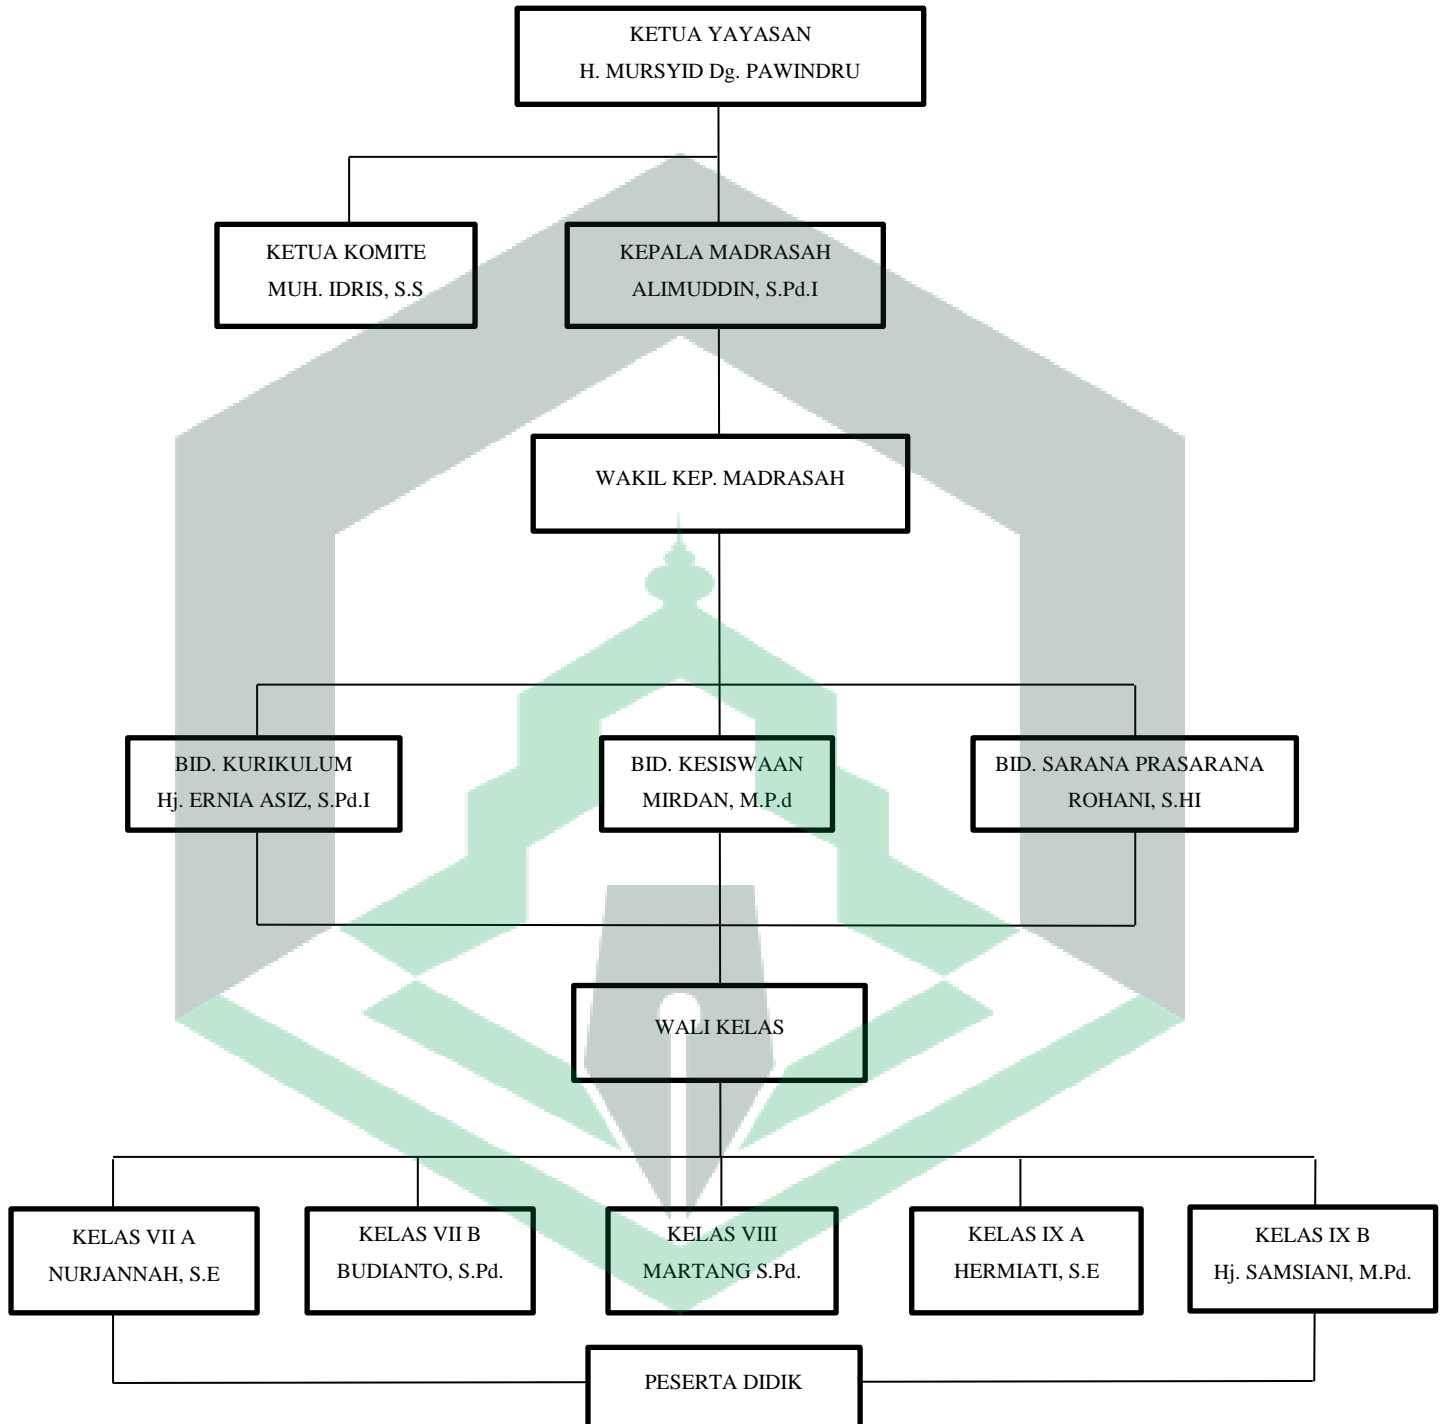 KETUA YAYASAN
H. MURSYID Dg. PAWINDRU
KETUA KOMITE
MUH. IDRIS, S.S
KEPALA MADRASAH
ALIMUDDIN, S.Pd.I
WAKIL KEP. MADRASAH
BID. KURIKULUM
Hj. ERNIA ASIZ, S.Pd.I
BID. KESISWAAN
MIRDAN, M.P.d
BID. SARANA PRASARANA
ROHANI, S.HI
WALI KELAS
KELAS VII A
NURJANNAH, S.E
KELAS VII B
BUDIANTO, S.Pd.
KELAS VIII
MARTANG S.Pd.
KELAS IX A
HERMIATI, S.E
KELAS IX B
Hj. SAMSIANI, M.Pd.
PESERTA DIDIK